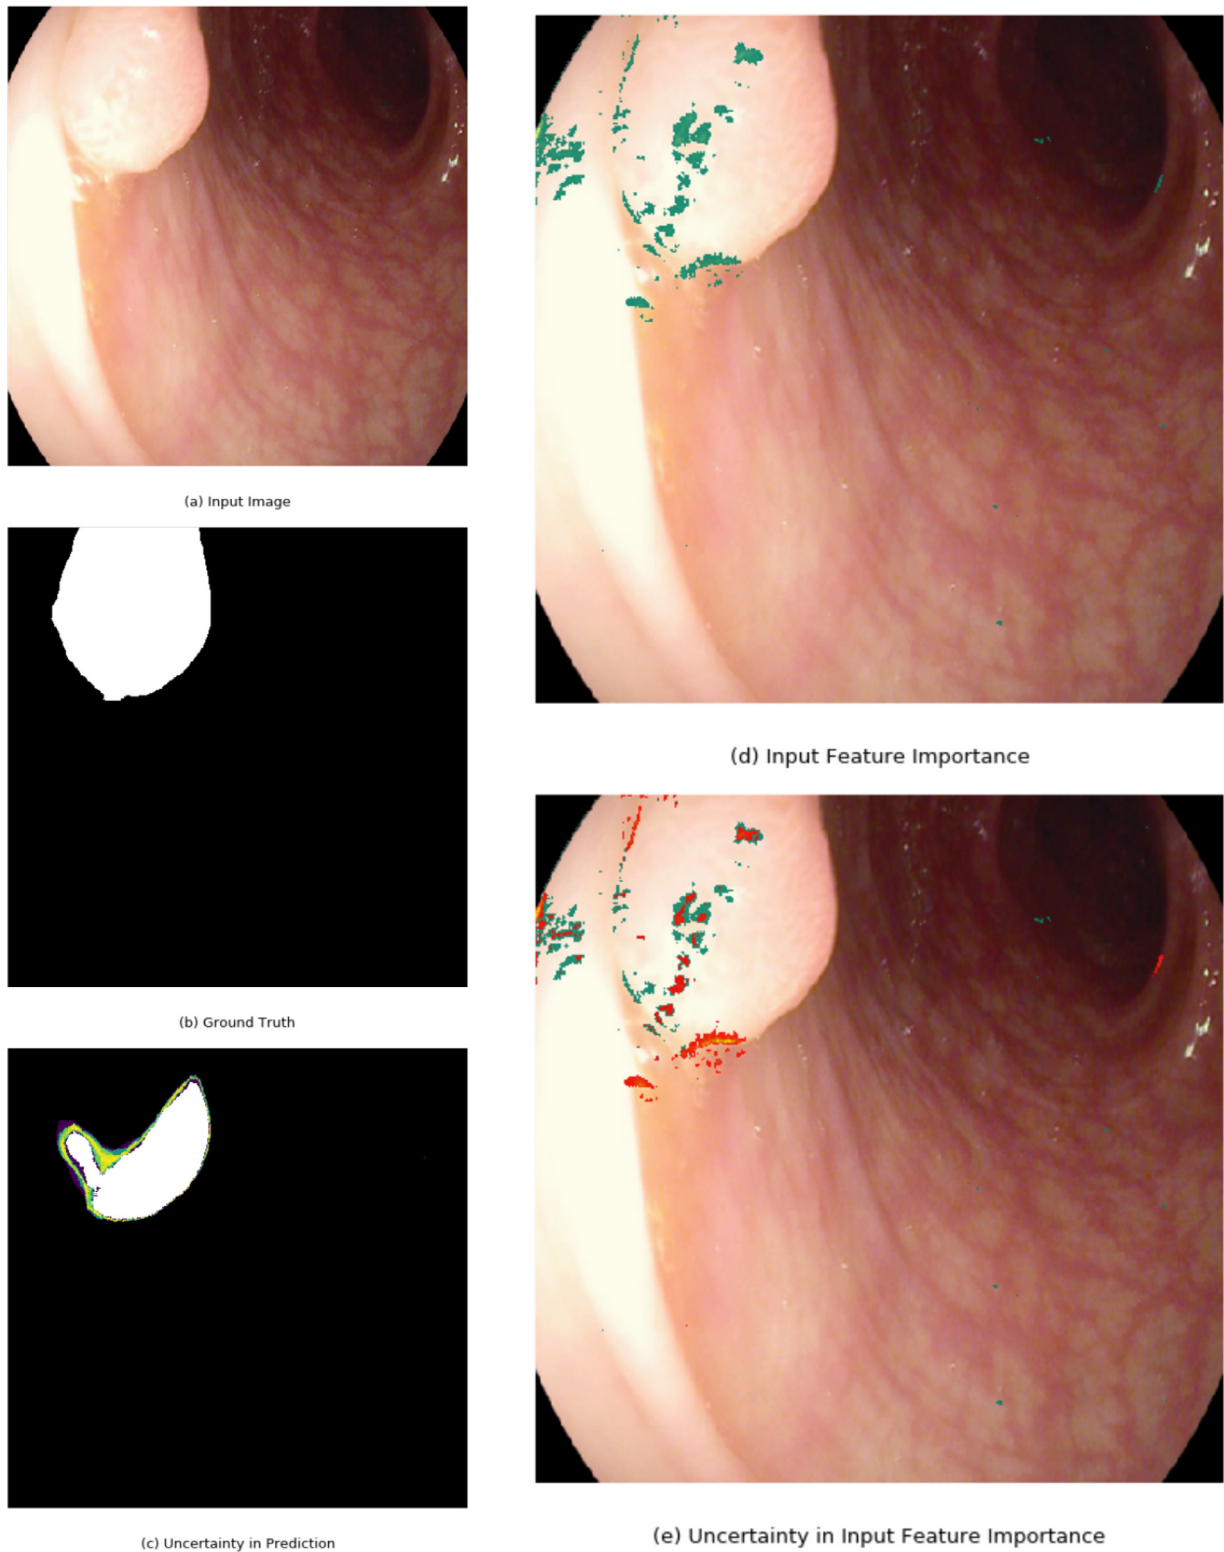 (a) Input Image
(b) Ground Truth
(c) Uncertainty in Prediction
(d) Input Feature Importance
(e) Uncertainty in Input Feature Importance